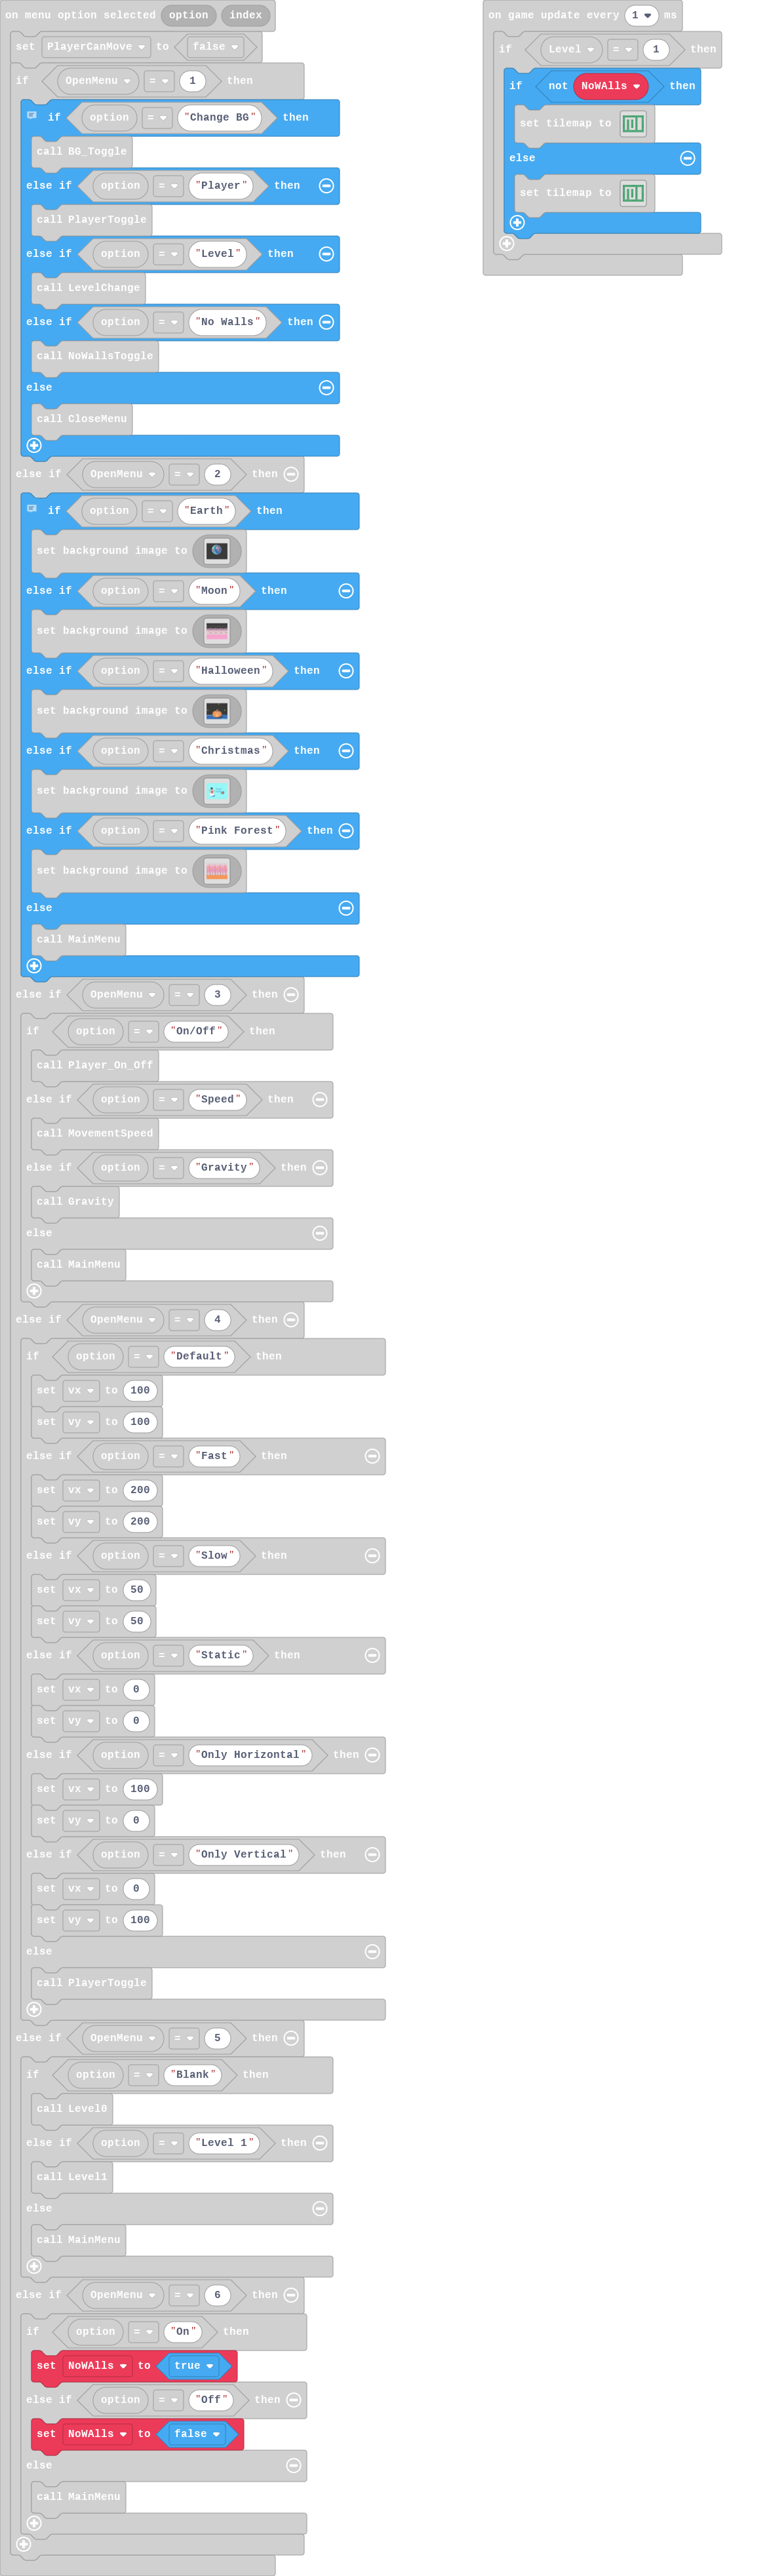 on menu option selected option index
set PlayerCanMove to false
if OpenMenu = 1 then
if option = "Change BG" then
call BG_Toggle
else if option = "Player" then
call PlayerToggle
else if option = "Level" then
call LevelChange
else if option = "No Walls" then
call NoWallsToggle
else
call CloseMenu
else if OpenMenu = 2 then
if option = "Earth" then
set background image to
else if option = "Moon" then
set background image to
else if option = "Halloween" then
set background image to
else if option = "Christmas" then
set background image to
else if option = "Pink Forest" then
set background image to
else
call MainMenu
else if OpenMenu = 3 then
if option = "On/Off" then
call Player_On_Off
else if option = "Speed" then
call MovementSpeed
else if option = "Gravity" then
call Gravity
else
call MainMenu
else if OpenMenu = 4 then
if option = "Default" then
set vx to 100
set vy to 100
else if option = "Fast" then
set vx to 200
set vy to 200
else if option = "Slow" then
set vx to 50
set vy to 50
else if option = "Static" then
set vx to 0
set vy to 0
else if option = "Only Horizontal" then
set vx to 100
set vy to 0
else if option = "Only Vertical" then
set vx to 0
set vy to 100
else
call PlayerToggle
else if OpenMenu = 5 then
if option = "Blank" then
call Level0
else if option = "Level 1" then
call Level1
else
call MainMenu
else if OpenMenu = 6 then
if option = "On" then
set NoWAlls to true
else if option = "Off" then
set NoWAlls to false
else
call MainMenu
on game update every 1 ms
if Level = 1 then
if not NoWAlls then
set tilemap to
else
set tilemap to